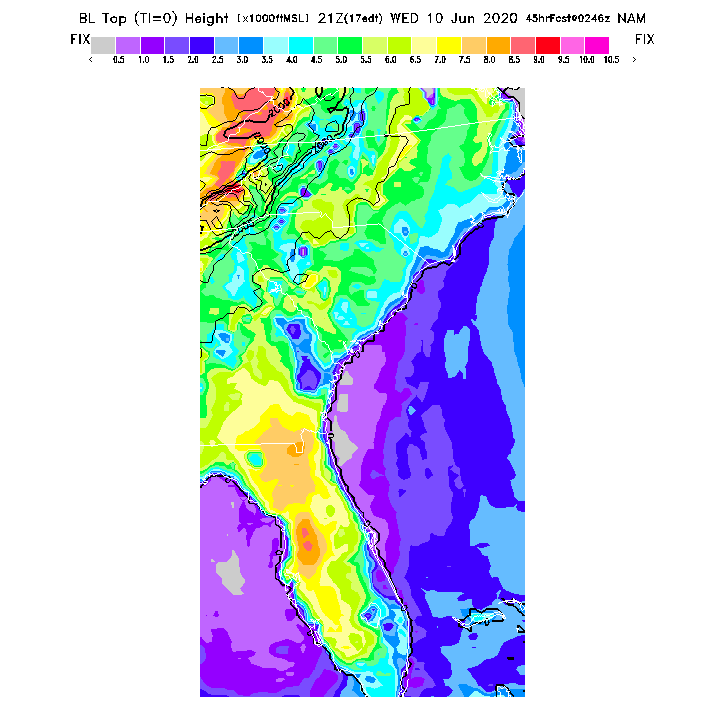 BL Top (TI=0) Height [x1000ftMSL] 21Z(17edt) WED 10 Jun 2020 45hrFcst@0246z NAM
FIX FIX
< 0.5 1.0 1.5 2.0 2.5 3.0 3.5 4.0 4.5 5.0 5.5 6.0 6.5 7.0 7.5 8.0 8.5 9.0 9.5 10.0 10.5 >
2000